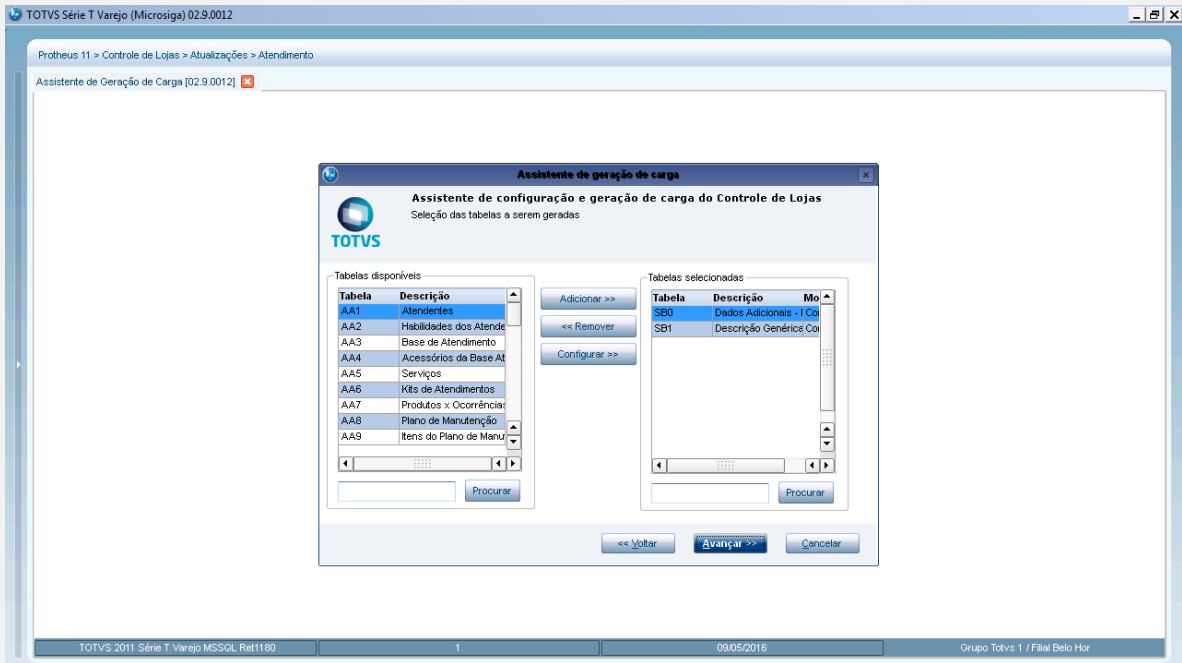 TOTVS Série T Varejo (Microsiga) 02.9.0012
Protheus 11 > Controle de Lojas > Atualizações > Atendimento
Assistente de Geração de Carga [02.9.0012]
Assistente de geração de carga
Assistente de configuração e geração de carga do Controle de Lojas
Seleção das tabelas a serem geradas
TOTVS
Tabelas disponíveis
Tabela Descrição
AA1 Atendentes
AA2 Habilidades dos Atende
AA3 Base de Atendimento
AA4 Acessórios da Base At
AA5 Serviços
AA6 Kits de Atendimentos
AA7 Produtos x Ocorrências
AA8 Plano de Manutenção
AA9 Itens do Plano de Manu
Procurar
Adicionar >>
<< Remover
Configurar >>
Tabelas selecionadas
Tabela Descrição Mo
SB0 Dados Adicionais - I Co
SB1 Descrição Genérica Co
Procurar
<< Voltar Avançar >> Cancelar
TOTVS 2011 Série T Varejo MSSQL Ret1180 1 09/05/2016 Grupo Totvs 1 / Filial Belo Hor